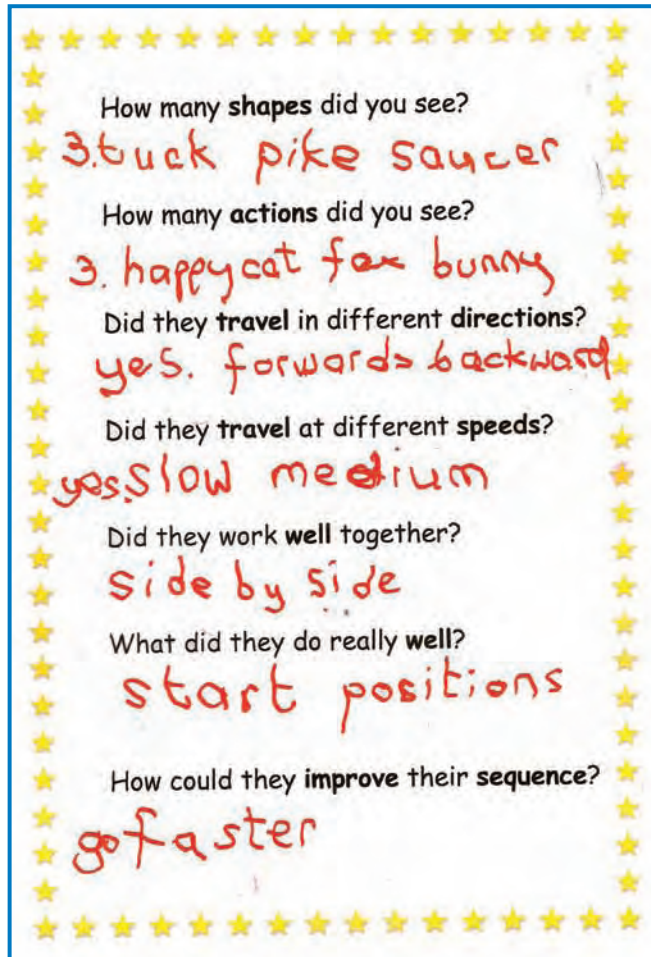 How many shapes did you see?
3. tuck pike saucer
How many actions did you see?
3. happycat fox bunny
Did they travel in different directions?
yes. forwards backward
Did they travel at different speeds?
yes. slow medium
Did they work well together?
side by side
What did they do really well?
start positions
How could they improve their sequence?
go faster